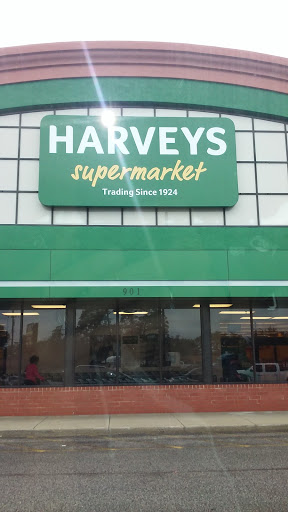 HARVEYS
supermarket
Trading Since 1924
901